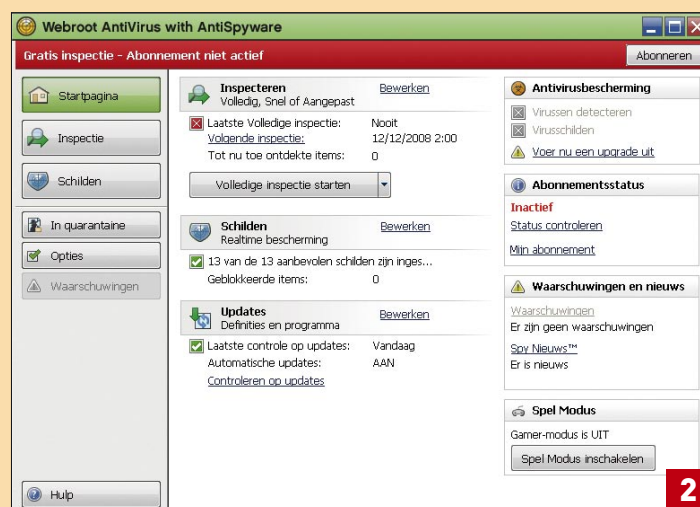 Webroot AntiVirus with AntiSpyware
Gratis inspectie - Abonnement niet actief
Abonneren
Startpagina
Inspectie
Schilden
In quarantaine
Opties
Waarschuwingen
Hulp
Inspecteren
Bewerken
Volledig, Snel of Aangepast
Laatste Volledige inspectie: Nooit
Volgende inspectie: 12/12/2008 2:00
Tot nu toe ontdekte items: 0
Volledige inspectie starten
Schilden
Bewerken
Realtime bescherming
13 van de 13 aanbevolen schilden zijn inges...
Geblokkeerde items: 0
Updates
Bewerken
Definities en programma
Laatste controle op updates: Vandaag
Automatische updates: AAN
Controleren op updates
Antivirusbescherming
Virussen detecteren
Virusschilden
Voer nu een upgrade uit
Abonnementsstatus
Inactief
Status controleren
Mijn abonnement
Waarschuwingen en nieuws
Waarschuwingen
Er zijn geen waarschuwingen
Spy Nieuws™
Er is nieuws
Spel Modus
Gamer-modus is UIT
Spel Modus inschakelen
2